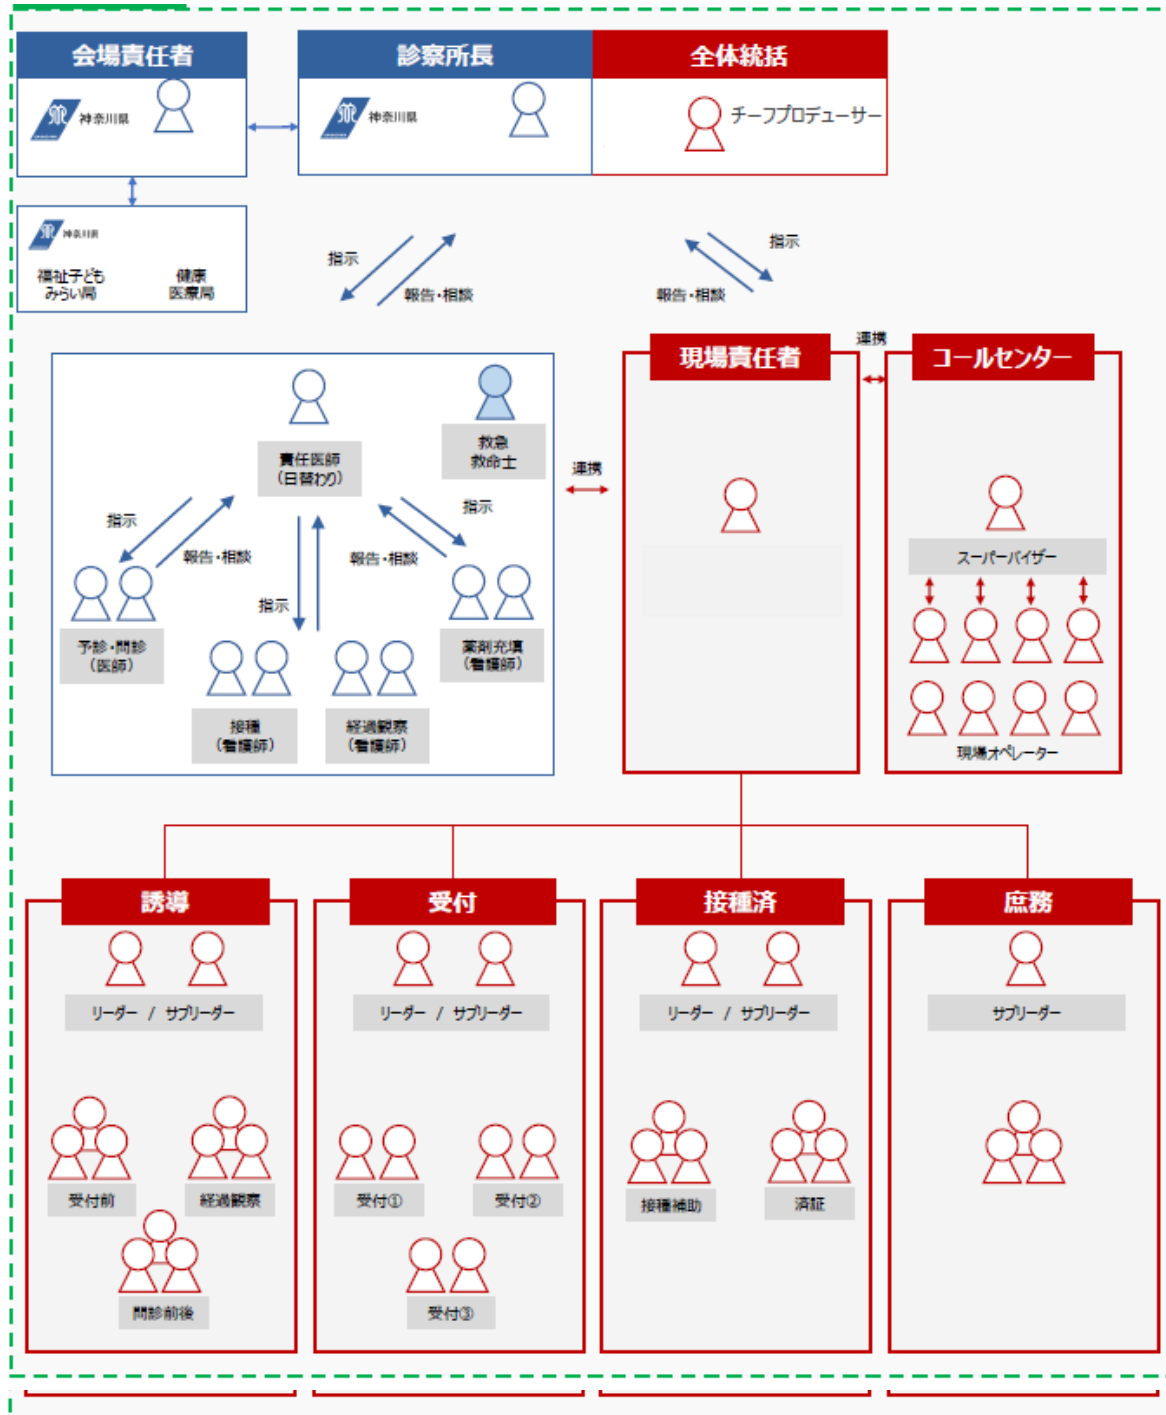 会場責任者
診察所長
全体統括
神奈川県
神奈川県
チーフプロデューサー
神奈川県
福祉子ども
みらい局
健康
医療局
指示
報告・相談
指示
報告・相談
現場責任者
連携
コールセンター
責任医師
(日替わり)
救急
救命士
連携
指示
報告・相談
指示
報告・相談
指示
予診・問診
(医師)
接種
(看護師)
経過観察
(看護師)
薬剤充填
(看護師)
スーパーバイザー
現場オペレーター
誘導
受付
接種済
庶務
リーダー / サブリーダー
リーダー / サブリーダー
リーダー / サブリーダー
サブリーダー
受付前
経過観察
問診前後
受付①
受付②
受付③
接種補助
済証